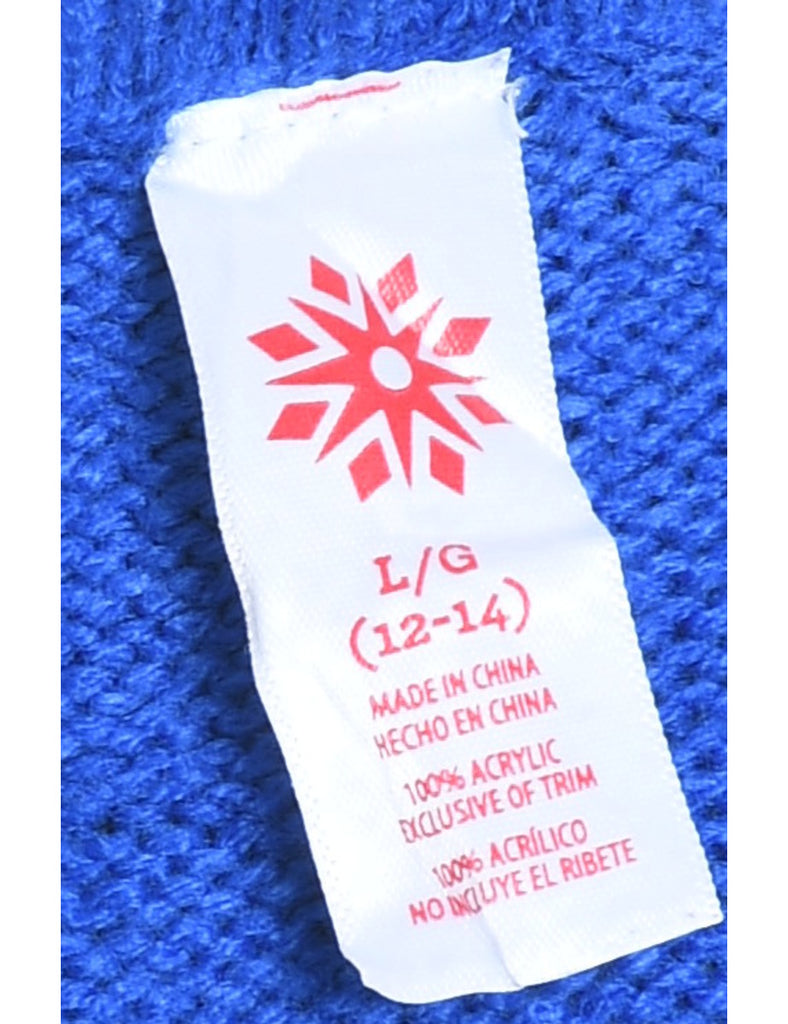 L/G
(12-14)
MADE IN CHINA
HECHO EN CHINA
100% ACRYLIC
EXCLUSIVE OF TRIM
100% ACRÍLICO
NO INCLUYE EL RIBETE